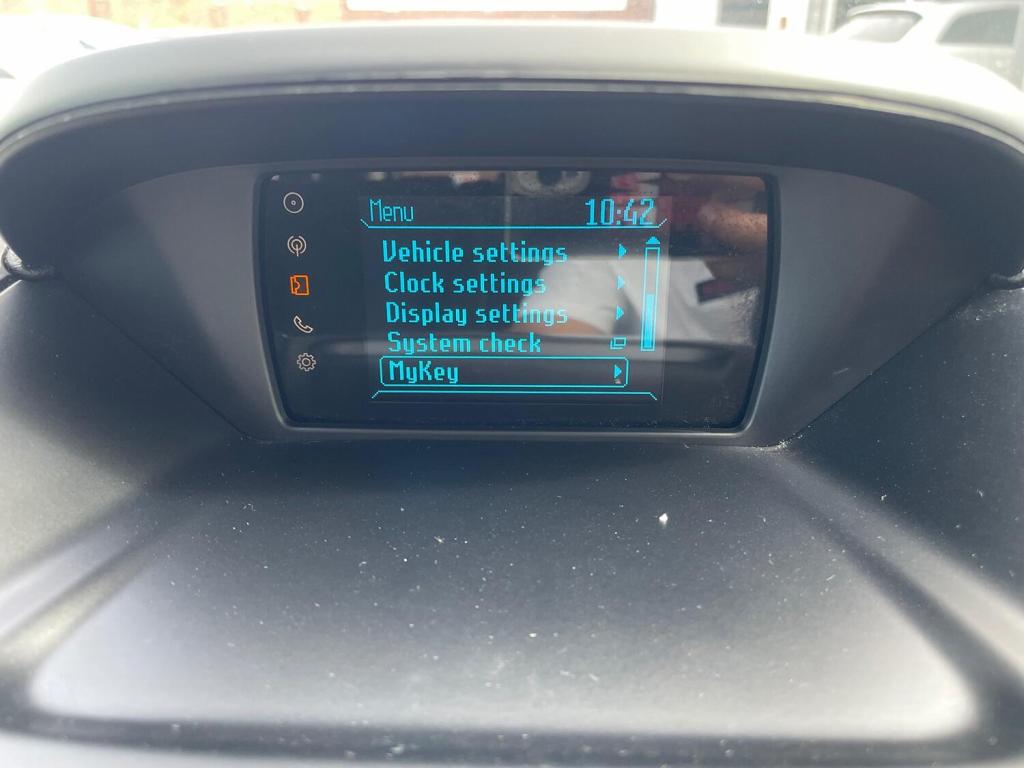 Menu 10:42
Vehicle settings
Clock settings
Display settings
System check
MyKey